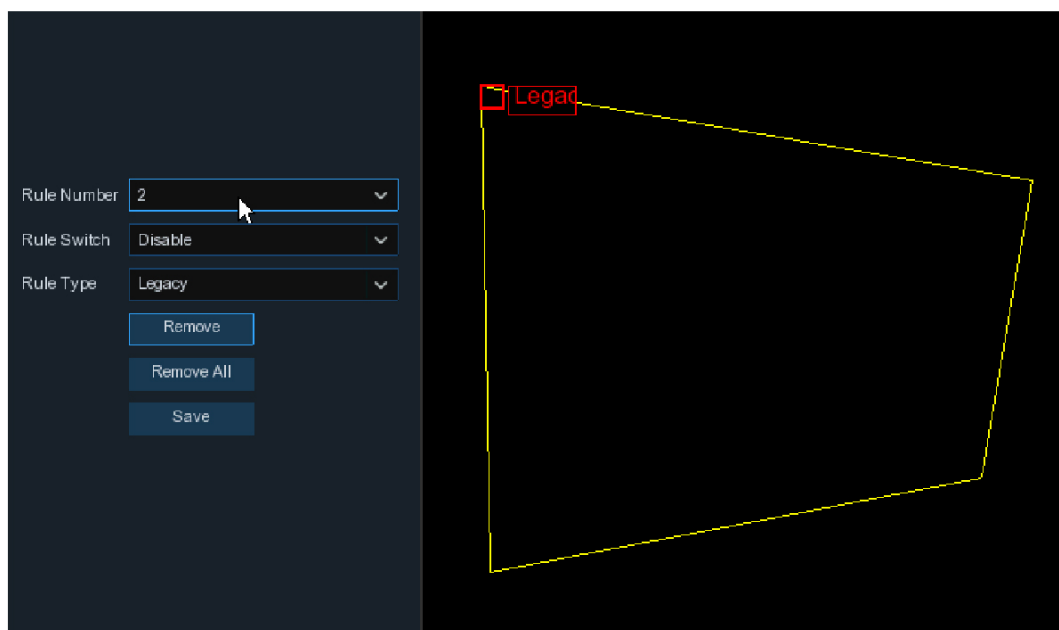 Rule Number 2
Rule Switch Disable
Rule Type Legacy
Remove
Remove All
Save
Legac